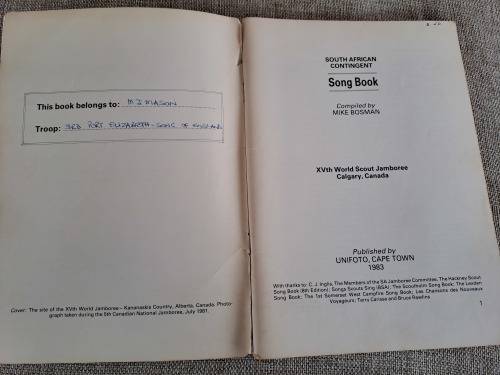 This book belongs to: M J MASON
Troop: 3RD PORT ELIZABETH - SONS OF ENGLAND
Cover: The site of the XVth World Jamboree – Kananaskis Country, Alberta, Canada. Photo-
graph taken during the 5th Canadian National Jamboree, July 1981.
SOUTH AFRICAN
CONTINGENT
Song Book
Compiled by
MIKE BOSMAN
XVth World Scout Jamboree
Calgary, Canada
Published by
UNIFOTO, CAPE TOWN
1983
With thanks to: C. J. Inglis, The Members of the SA Jamboree Committee, The Hackney Scout
Song Book (8th Edition); Songs Scouts Sing (BSA); The Scoutholm Song Book; The Leaders
Song Book; The 1st Somerset West Campfire Song Book; Les Chansons des Nouveaux
Voyageurs; Terry Carisse and Bruce Rawlins
1